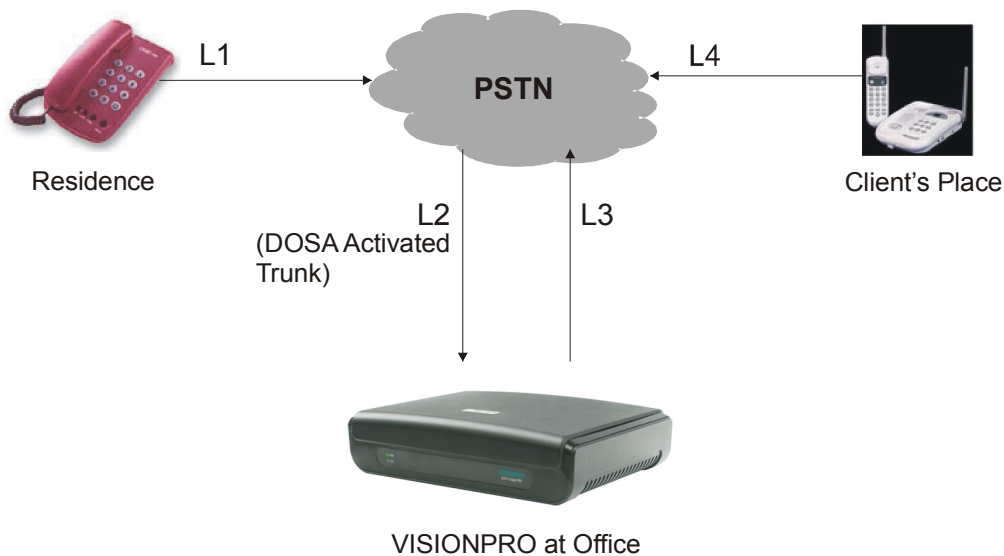 L1
L4
PSTN
Residence
Client's Place
L2
(DOSA Activated
Trunk)
L3
VISIONPRO at Office